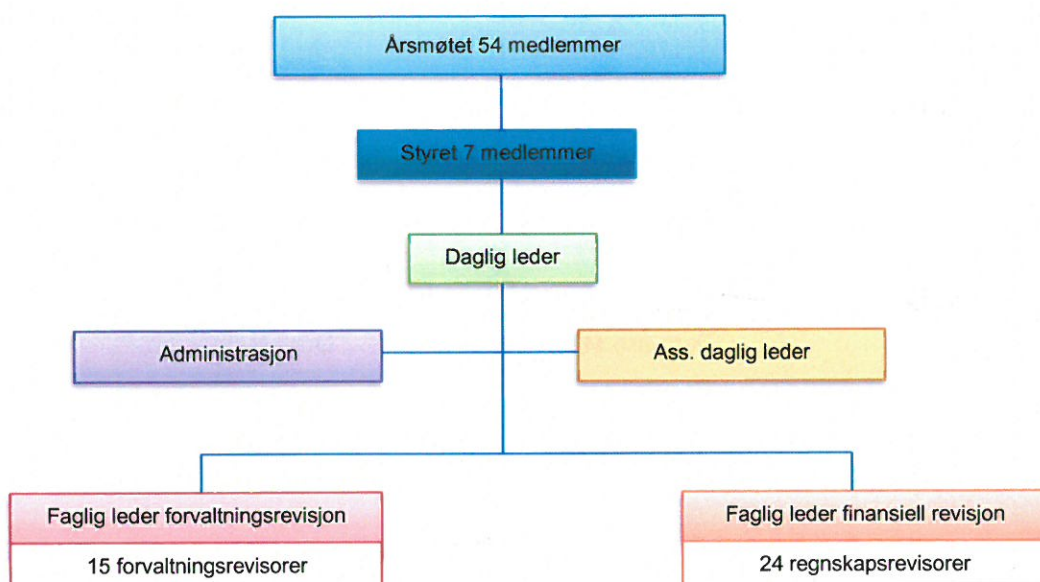 Årsmøtet 54 medlemmer
Styret 7 medlemmer
Daglig leder
Administrasjon
Ass. daglig leder
Faglig leder forvaltningsrevisjon
15 forvaltningsrevisorer
Faglig leder finansiell revisjon
24 regnskapsrevisorer